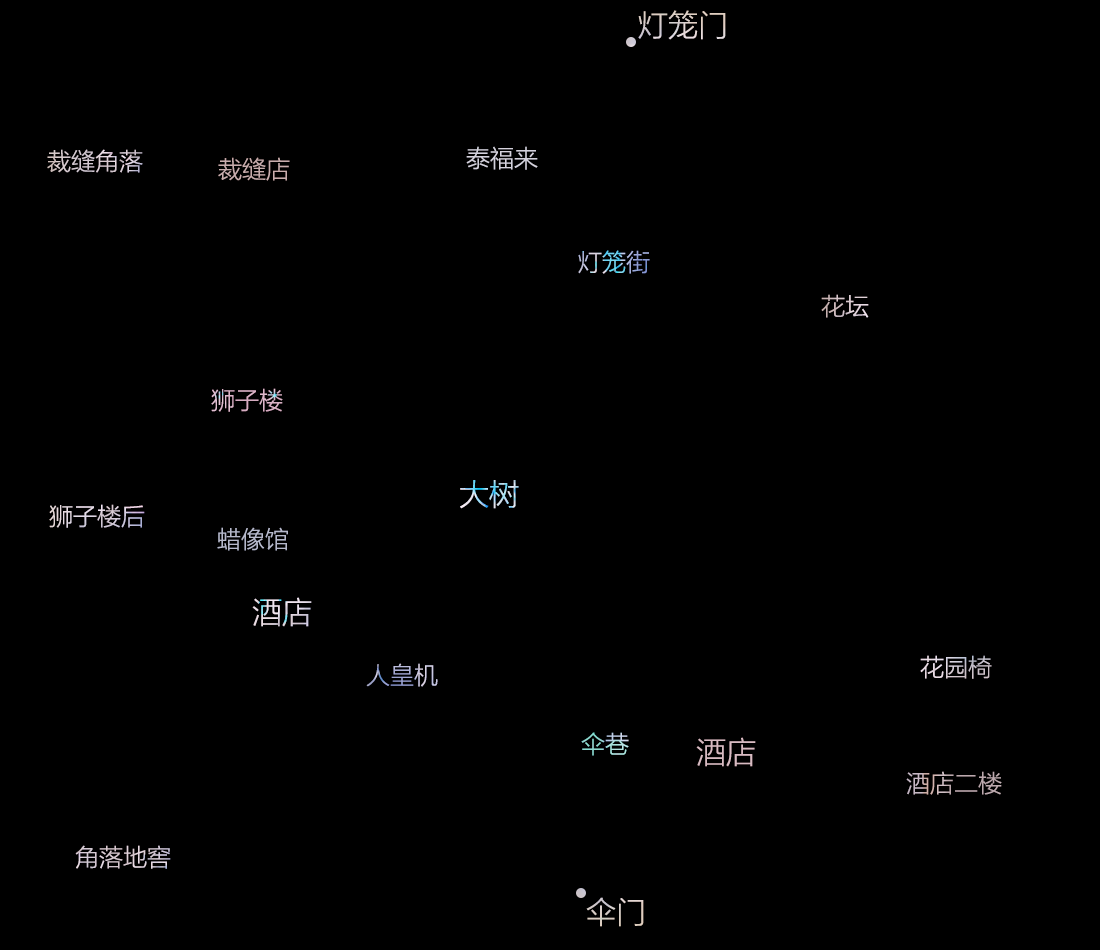 灯笼门
裁缝角落
裁缝店
泰福来
灯笼街
花坛
狮子楼
大树
狮子楼后
蜡像馆
酒店
人皇机
花园椅
伞巷
酒店
酒店二楼
角落地窖
伞门